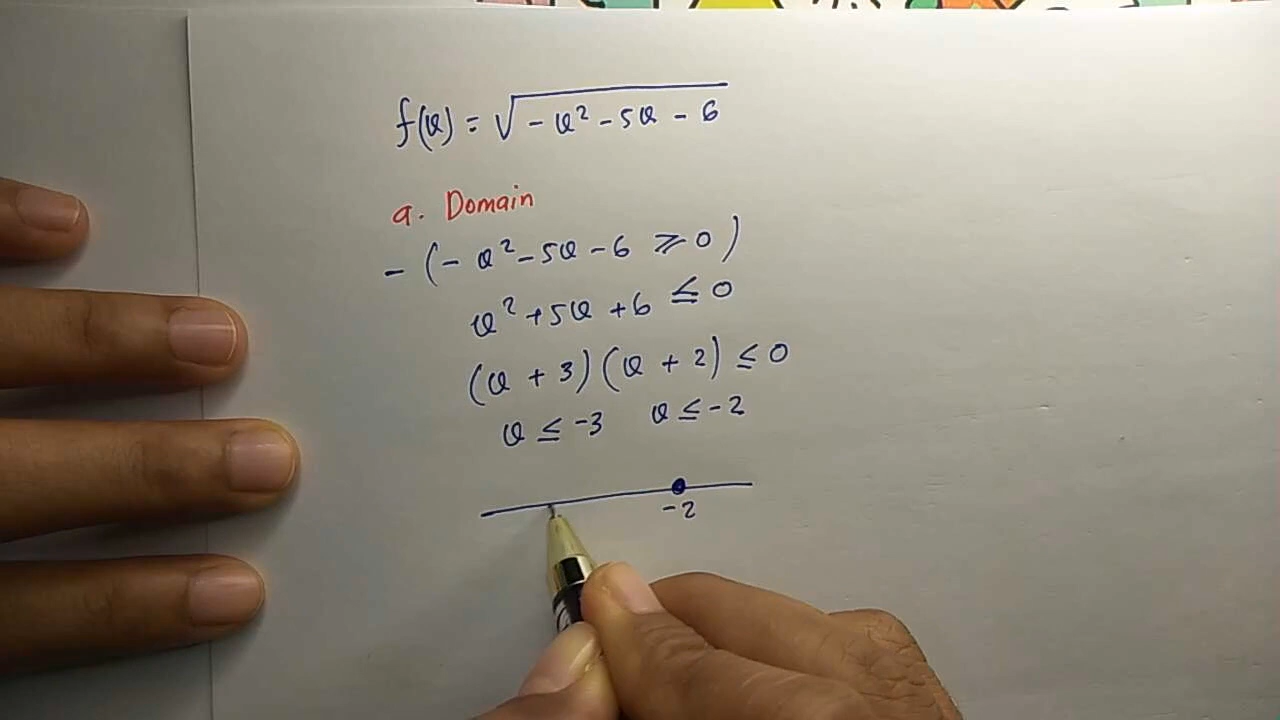 f(x) = √(-x² - 5x - 6)
a. Domain
- (- x² - 5x - 6 ≥ 0)
x² + 5x + 6 ≤ 0
(x + 3)(x + 2) ≤ 0
x ≤ -3 x ≤ -2
-2